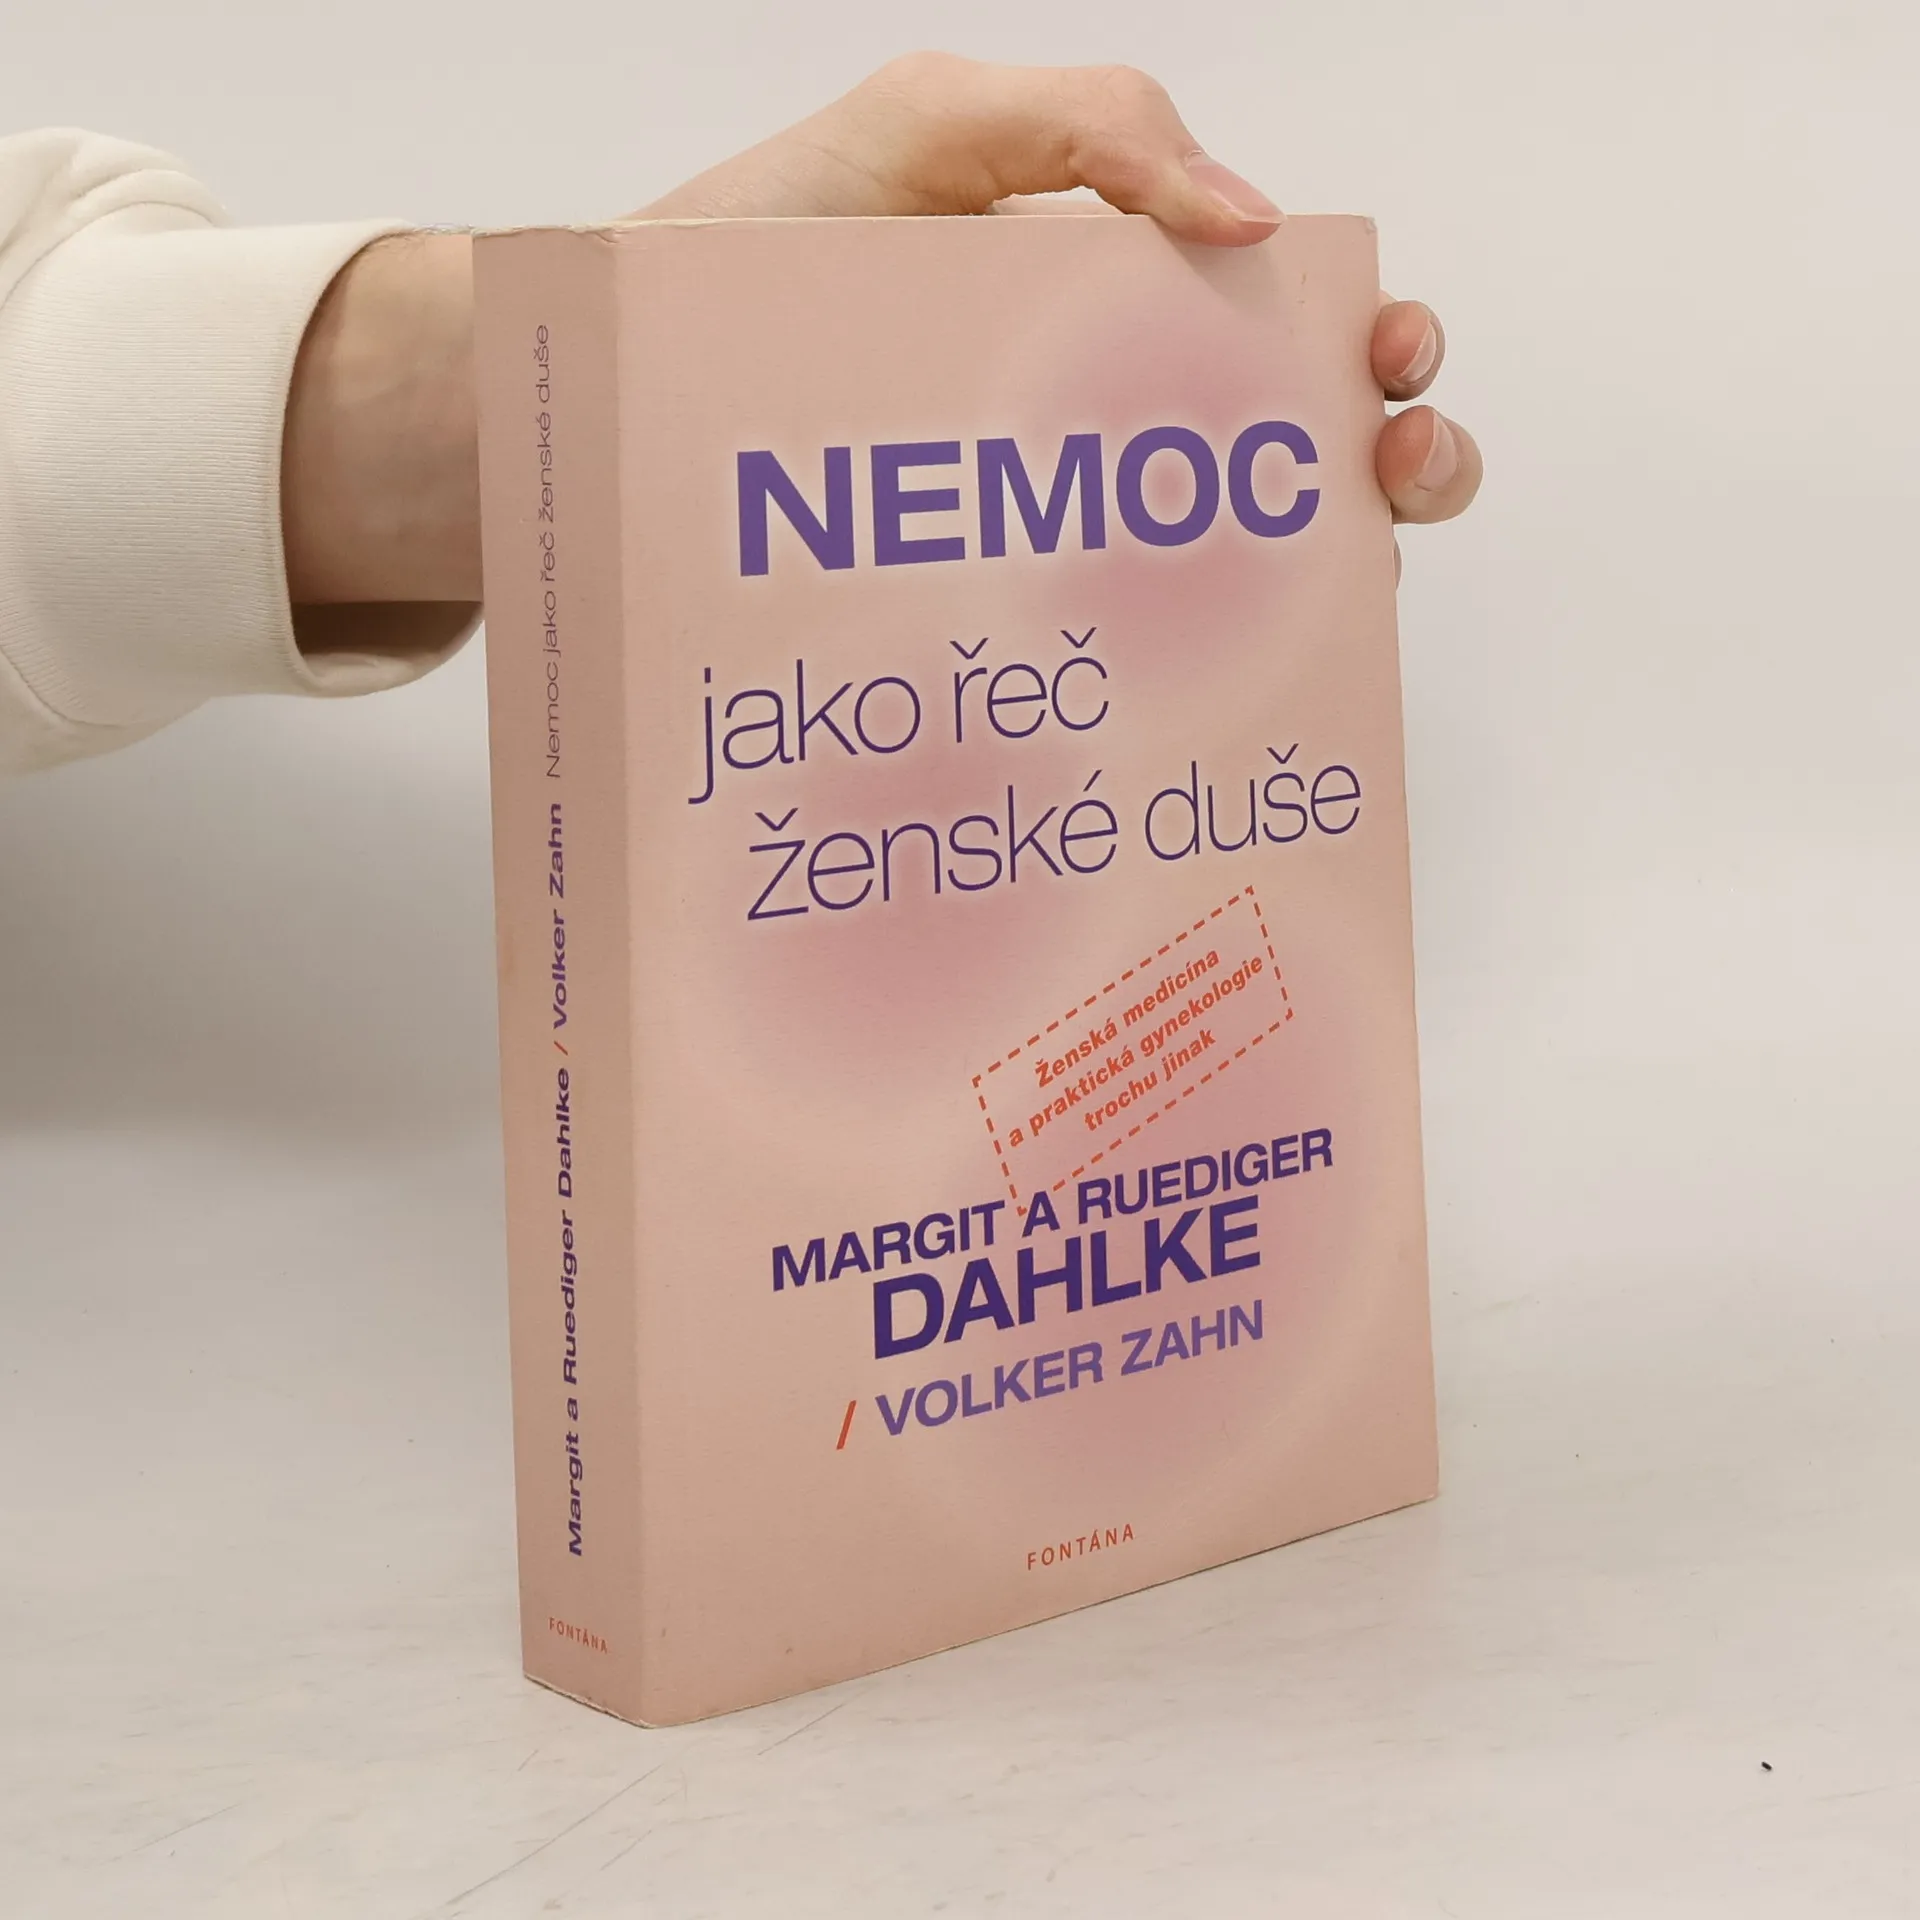 Margit a Ruediger Dahlke / Volker Zahn Nemoc jako řeč ženské duše
FONTÁNA
NEMOC
jako řeč
ženské duše
Ženská medicína
a praktická gynekologie
trochu jinak
MARGIT A RUEDIGER
DAHLKE
/ VOLKER ZAHN
FONTÁNA